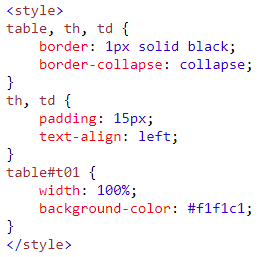 <style>
table, th, td {
    border: 1px solid black;
    border-collapse: collapse;
}
th, td {
    padding: 15px;
    text-align: left;
}
table#t01 {
    width: 100%;
    background-color: #f1f1c1;
}
</style>